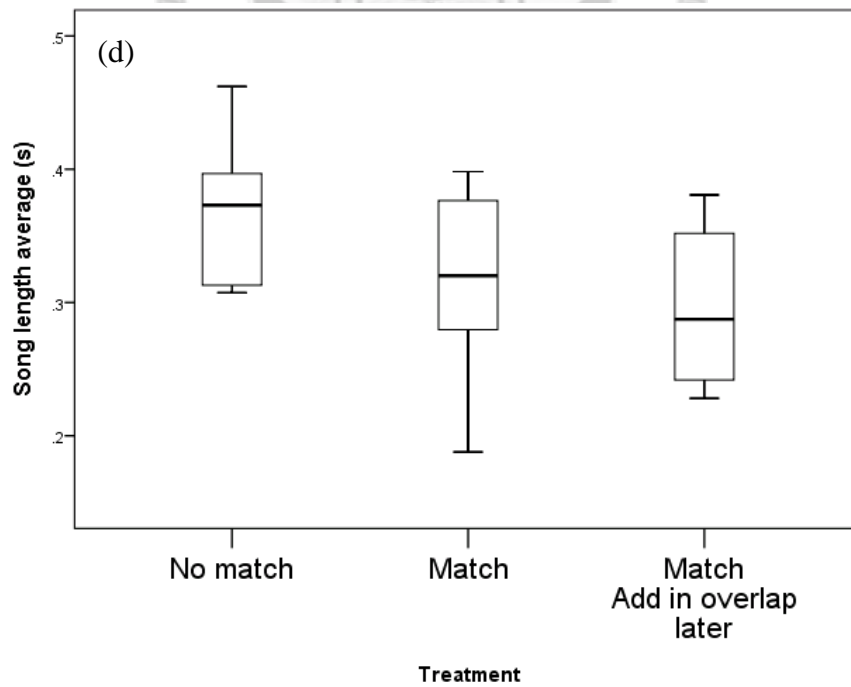 (d)
Song length average (s)
.5
.4
.3
.2
No match
Match
Match
Add in overlap
later
Treatment